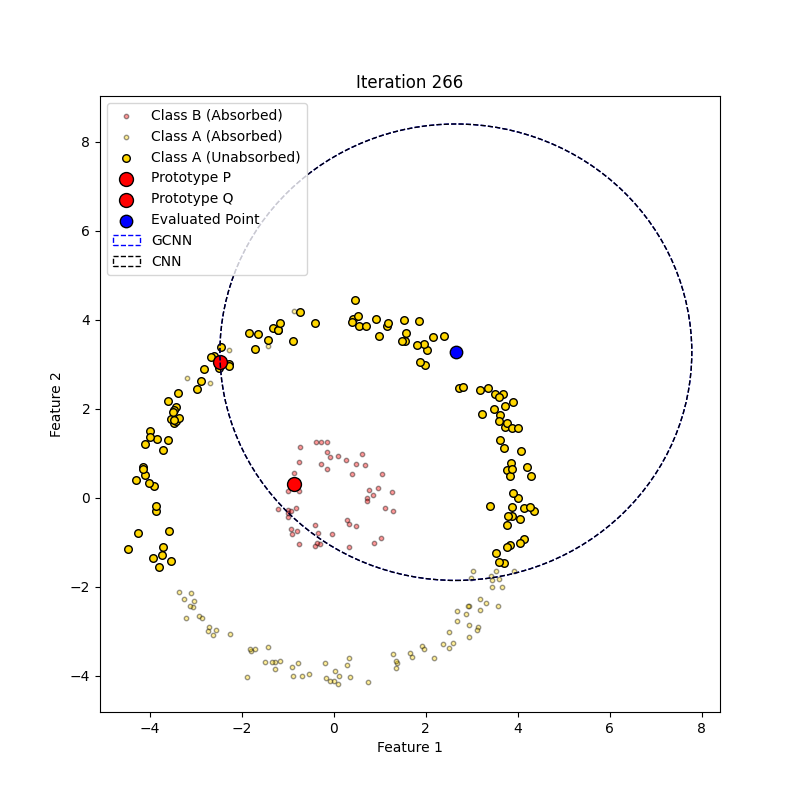 Iteration 266
Class B (Absorbed)
Class A (Absorbed)
Class A (Unabsorbed)
Prototype P
Prototype Q
Evaluated Point
GCNN
CNN
8
6
4
2
0
−2
−4
Feature 2
−4 −2 0 2 4 6 8
Feature 1